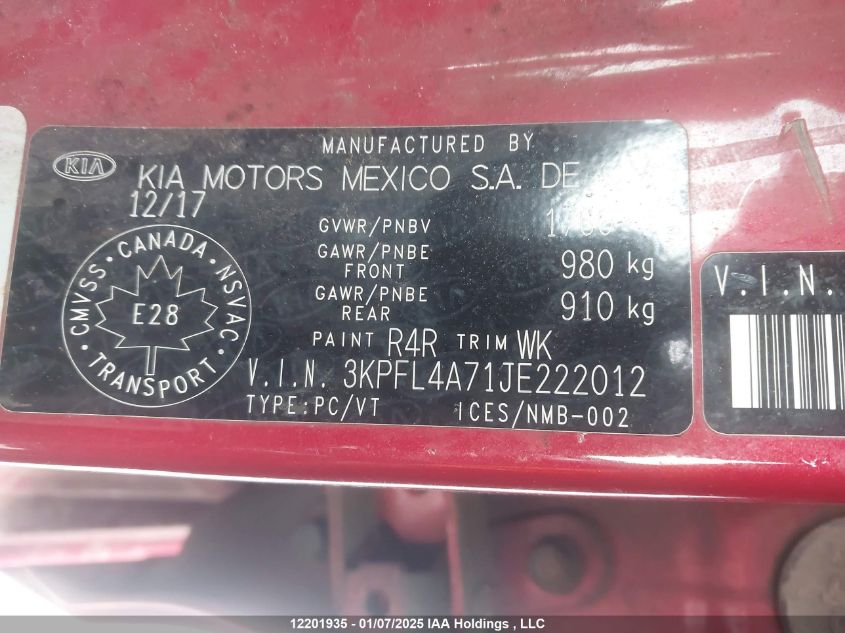 MANUFACTURED BY
KIA
KIA MOTORS MEXICO S.A. DE
12/17
GVWR/PNBV
GAWR/PNBE FRONT 980 kg
GAWR/PNBE REAR 910 kg
PAINT R4R TRIM WK
V.I.N. 3KPFL4A71JE222012
TYPE:PC/VT ICES/NMB-002
CMVSS · CANADA · NSVAC · TRANSPORT ·
E28
V.I.N.
12201935 - 01/07/2025 IAA Holdings , LLC